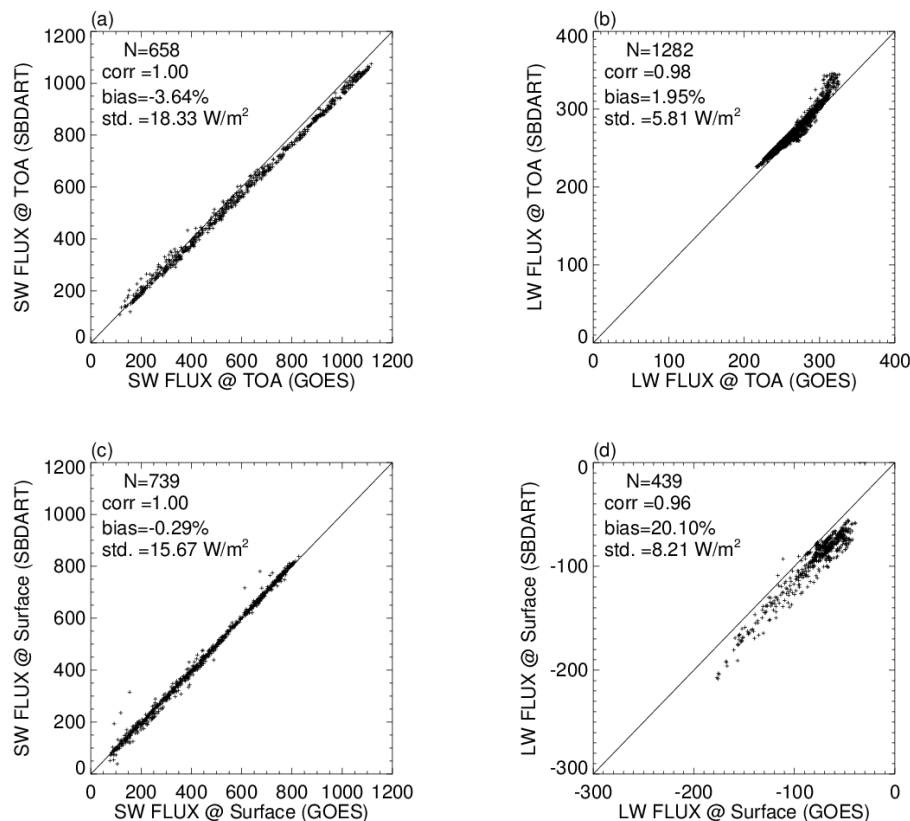 (a)
N=658
corr =1.00
bias=-3.64%
std. =18.33 W/m²
1200
1000
800
600
400
200
0
0 200 400 600 800 1000 1200
SW FLUX @ TOA (SBDART)
SW FLUX @ TOA (GOES)
(b)
N=1282
corr =0.98
bias=1.95%
std. =5.81 W/m²
400
300
200
100
0
0 100 200 300 400
LW FLUX @ TOA (SBDART)
LW FLUX @ TOA (GOES)
(c)
N=739
corr =1.00
bias=-0.29%
std. =15.67 W/m²
1200
1000
800
600
400
200
0
0 200 400 600 800 1000 1200
SW FLUX @ Surface (SBDART)
SW FLUX @ Surface (GOES)
(d)
N=439
corr =0.96
bias=20.10%
std. =8.21 W/m²
0
-100
-200
-300
-300 -200 -100 0
LW FLUX @ Surface (SBDART)
LW FLUX @ Surface (GOES)